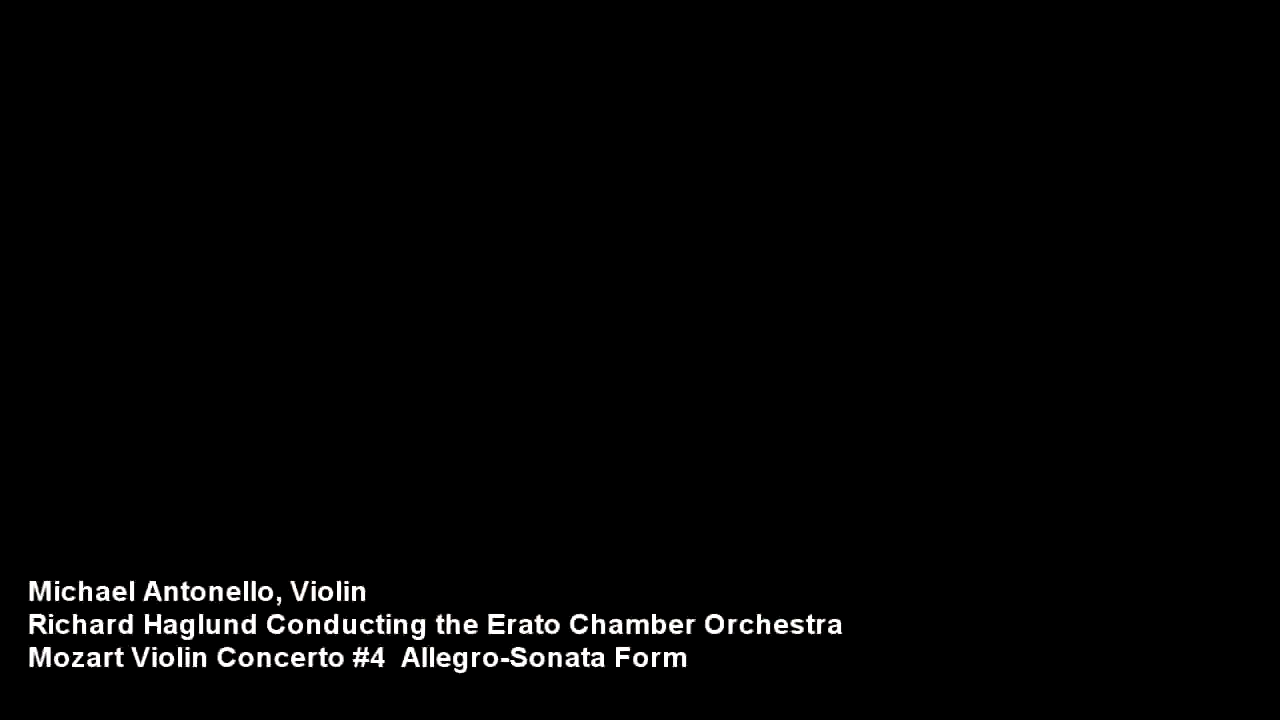 Michael Antonello, Violin
Richard Haglund Conducting the Erato Chamber Orchestra
Mozart Violin Concerto #4  Allegro-Sonata Form